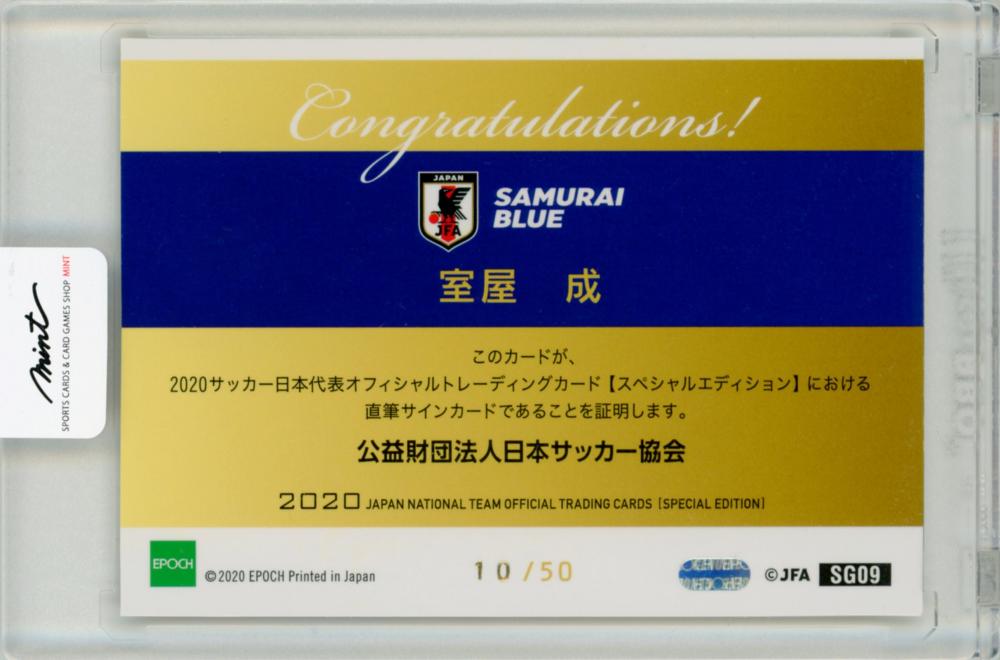 Congratulations!
JAPAN
JFA
SAMURAI
BLUE
室屋 成
このカードが、
2020サッカー日本代表オフィシャルトレーディングカード【スペシャルエディション】における
直筆サインカードであることを証明します。
公益財団法人日本サッカー協会
2020 JAPAN NATIONAL TEAM OFFICIAL TRADING CARDS [SPECIAL EDITION]
EPOCH
©2020 EPOCH Printed in Japan
10/50
©JFA
SG09
mint
SPORTS CARDS & CARD GAMES SHOP MINT